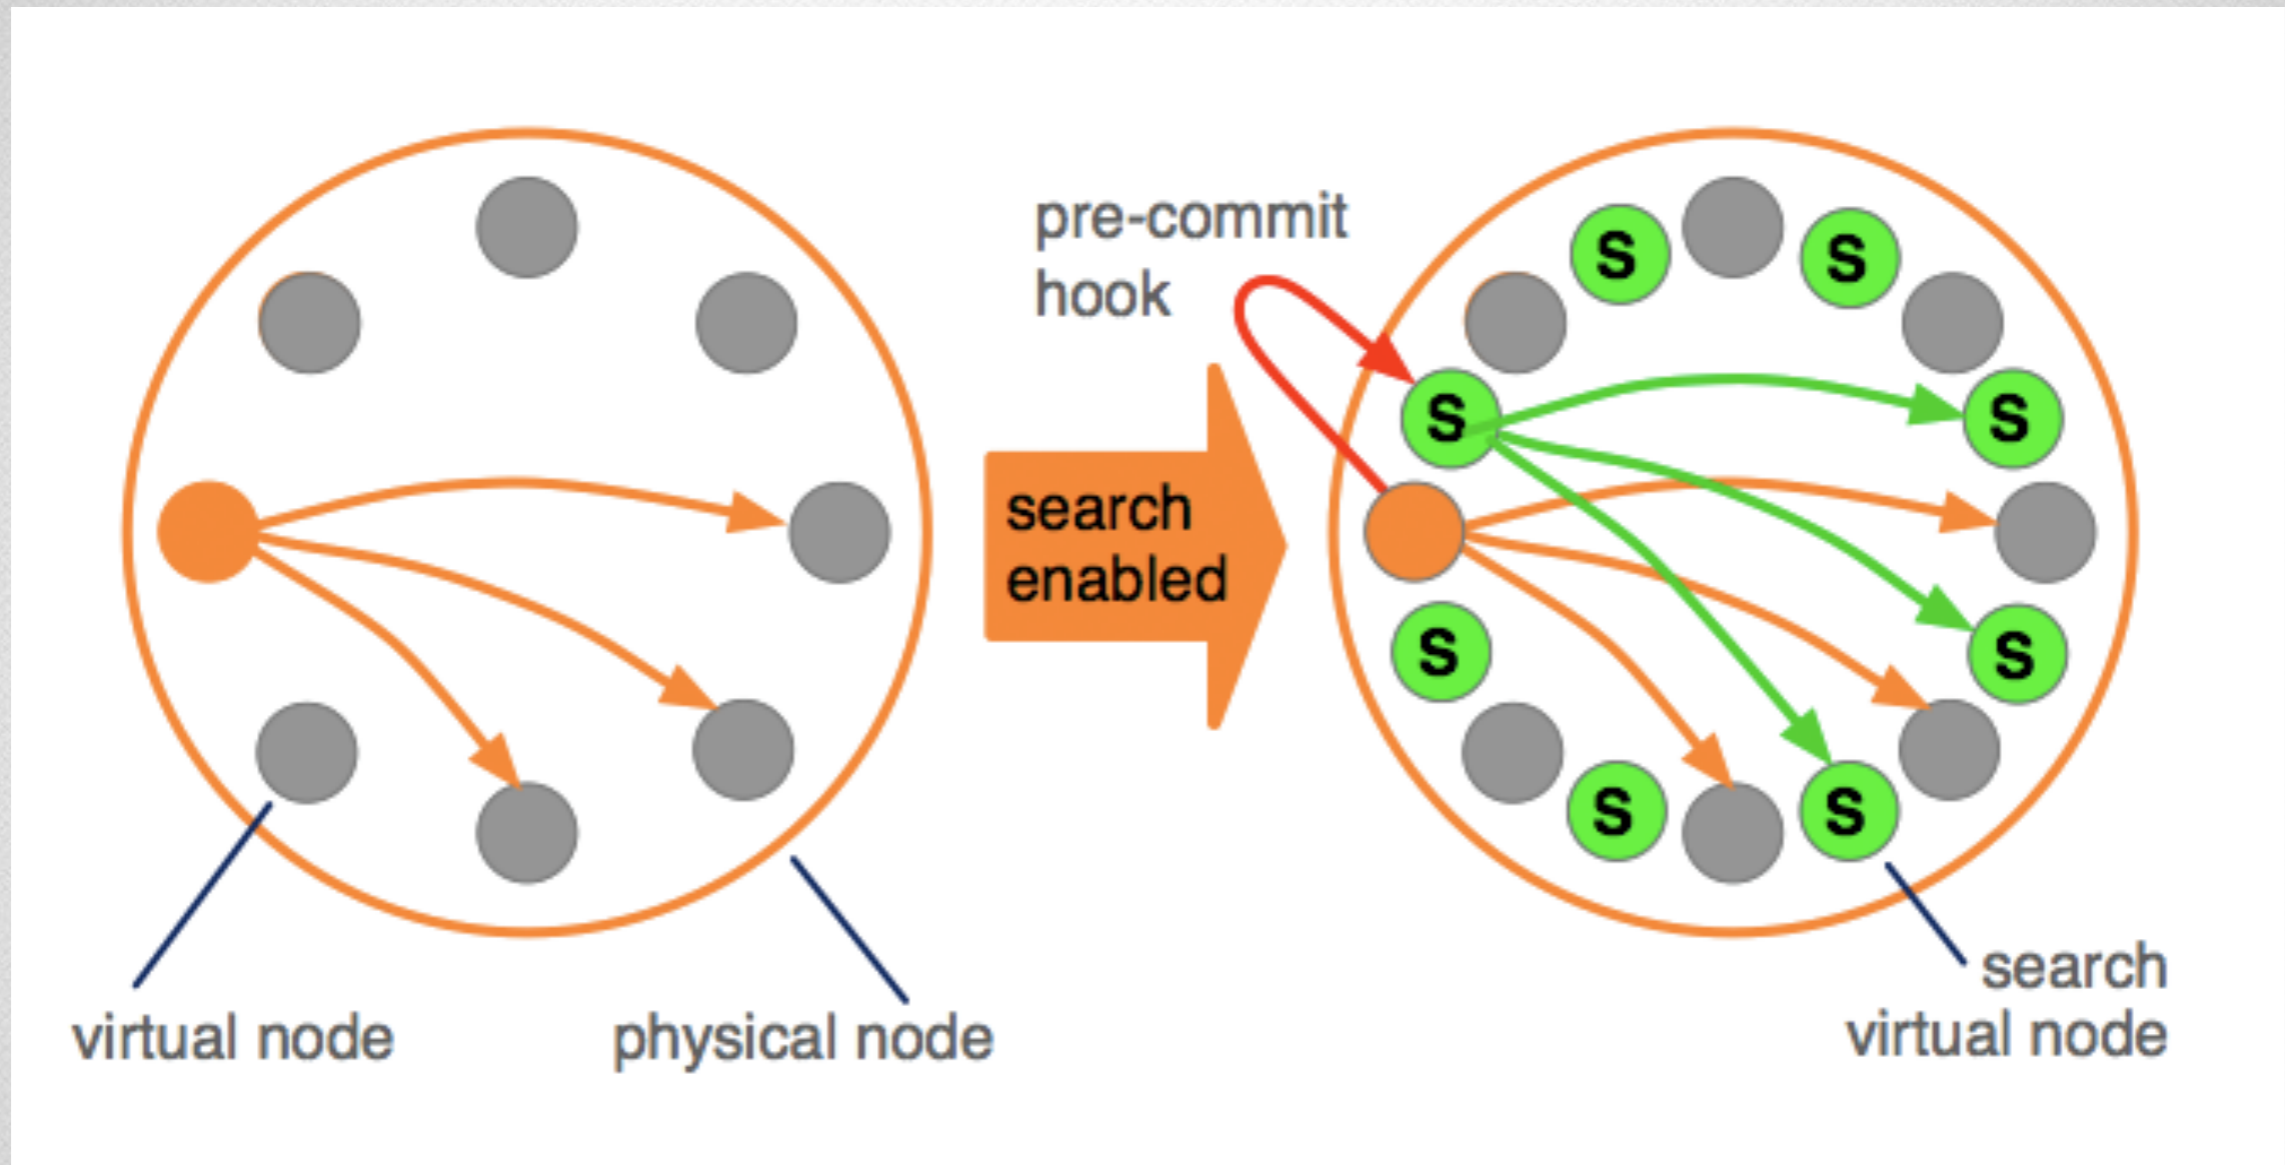 pre-commit
hook
S
S
S
S
search
enabled
S
S
S
S
virtual node
physical node
search
virtual node